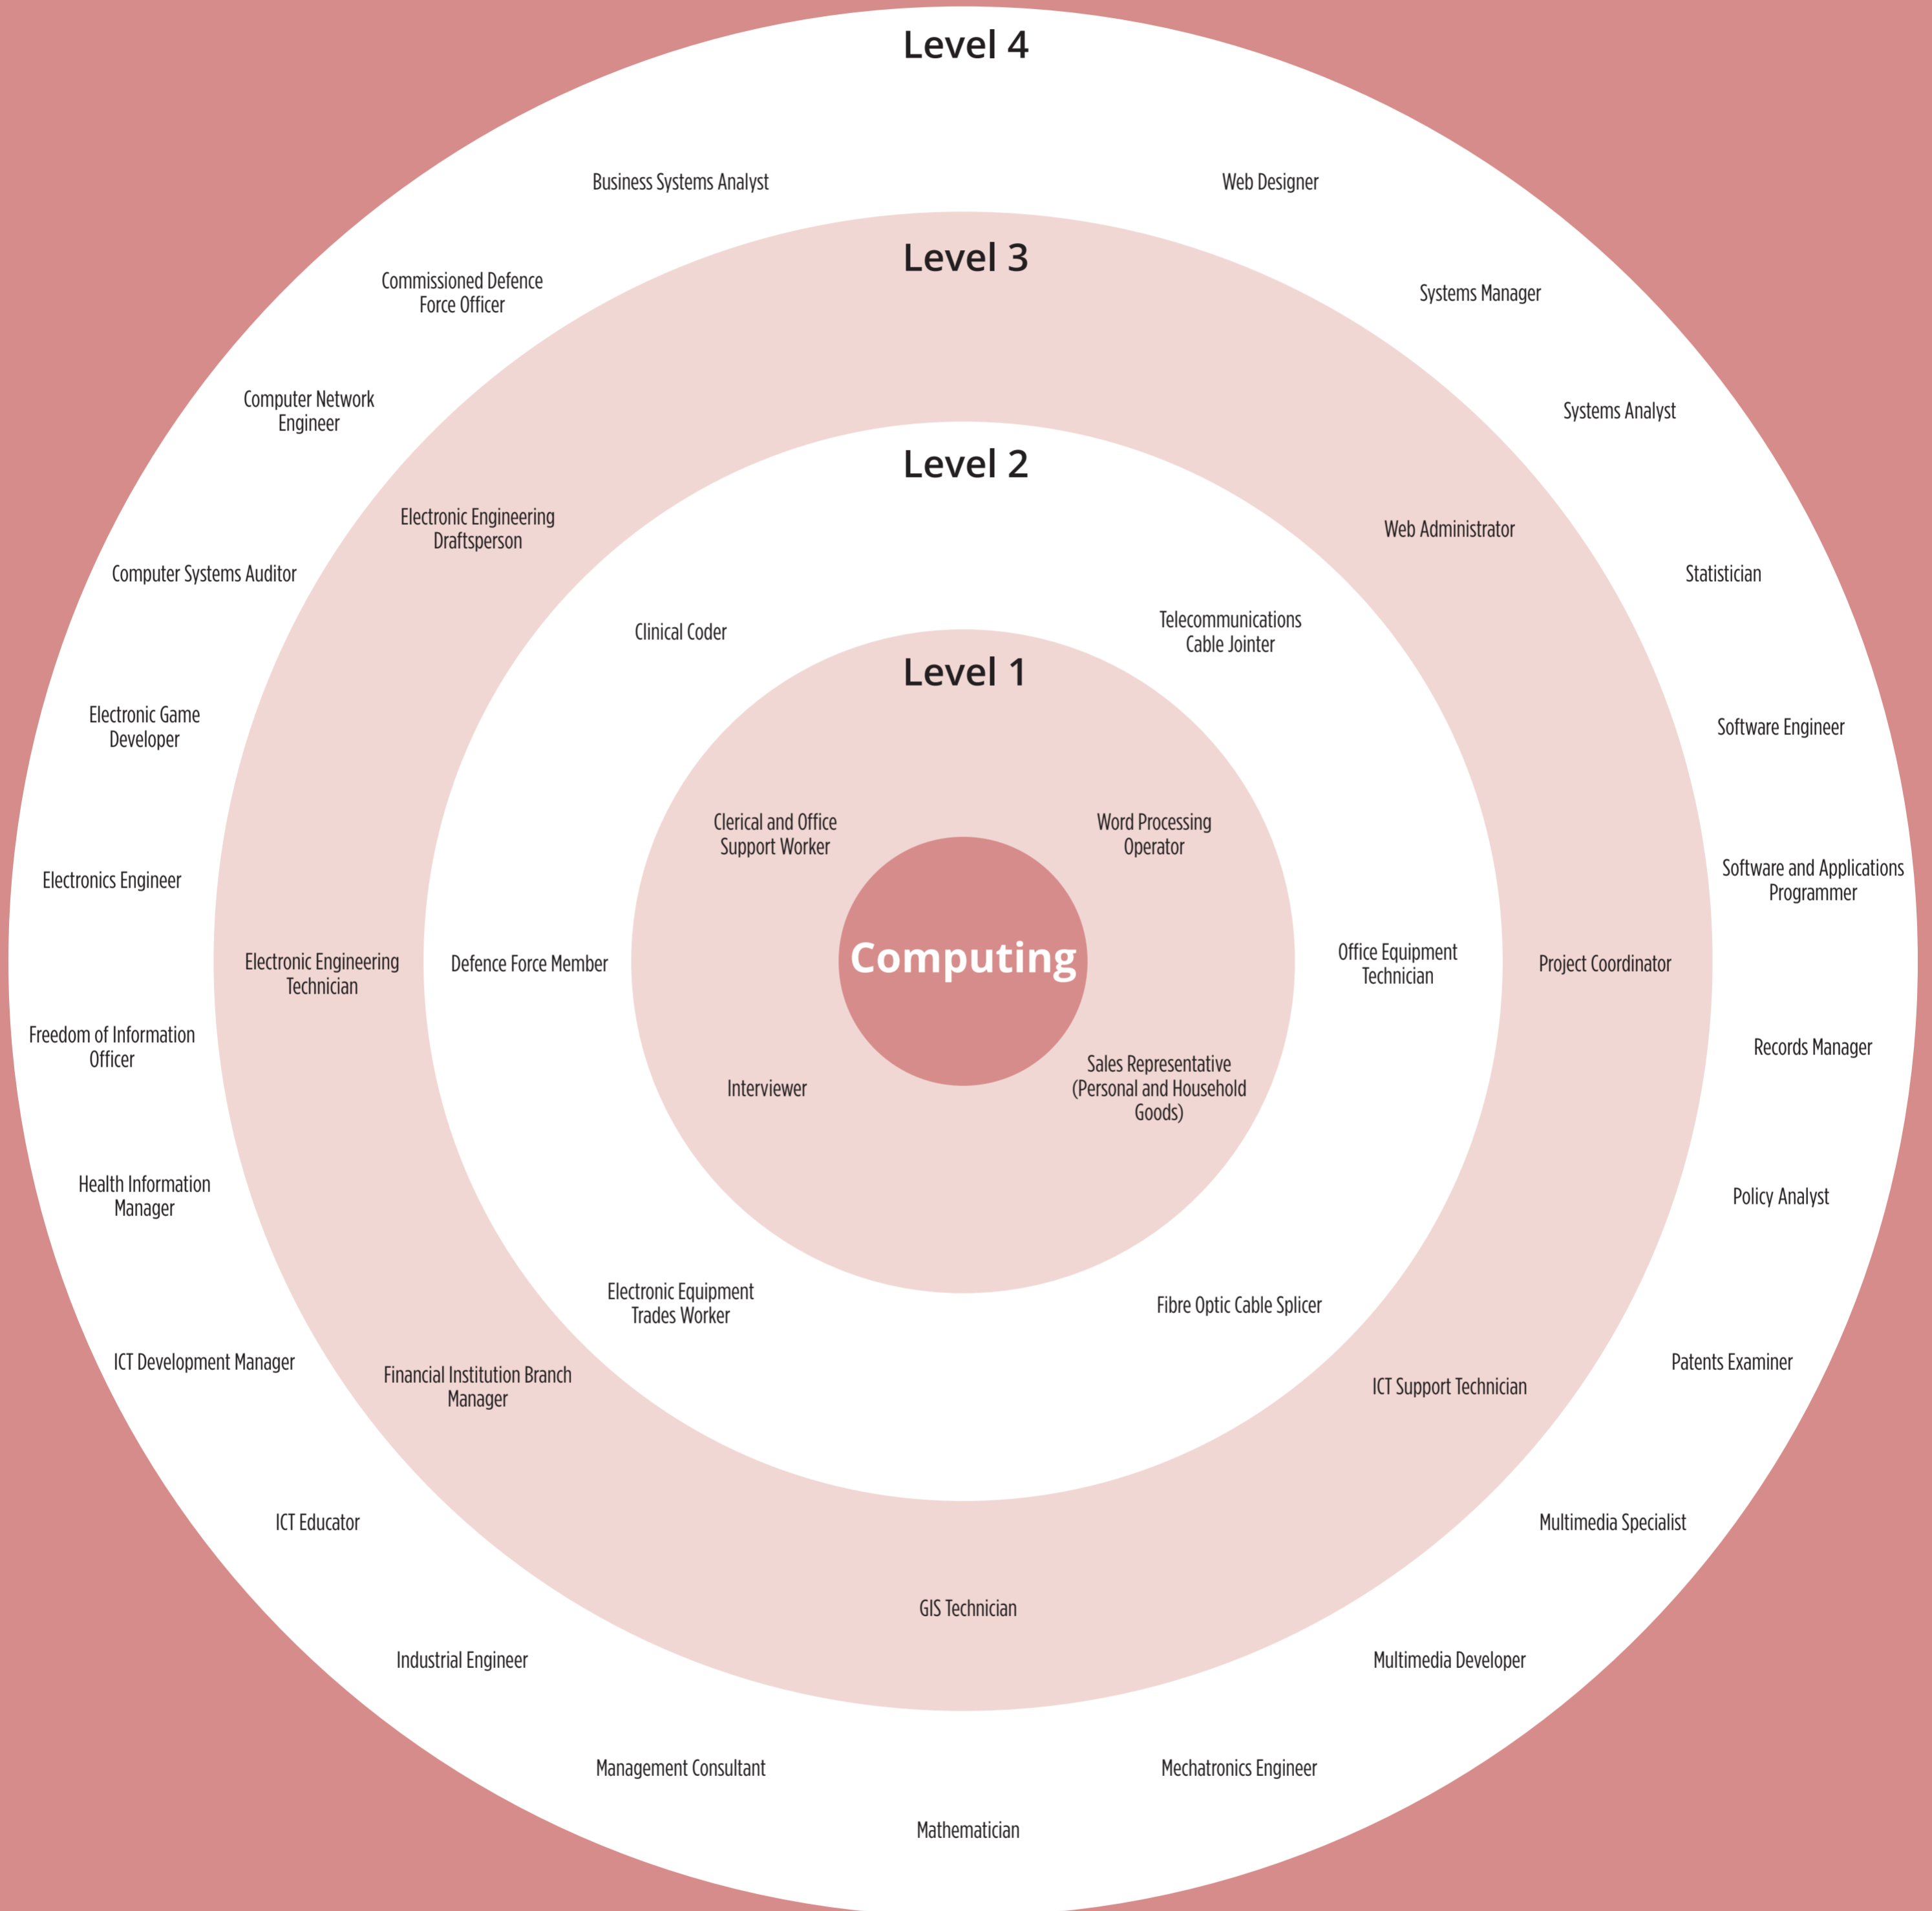 Level 4
Business Systems Analyst
Web Designer
Commissioned Defence
Force Officer
Systems Manager
Computer Network
Engineer
Systems Analyst
Computer Systems Auditor
Statistician
Electronic Game
Developer
Software Engineer
Electronics Engineer
Software and Applications
Programmer
Freedom of Information
Officer
Records Manager
Health Information
Manager
Policy Analyst
ICT Development Manager
Patents Examiner
ICT Educator
Multimedia Specialist
Industrial Engineer
Multimedia Developer
Management Consultant
Mechatronics Engineer
Mathematician
Level 3
Electronic Engineering
Draftsperson
Web Administrator
Electronic Engineering
Technician
Project Coordinator
Financial Institution Branch
Manager
ICT Support Technician
GIS Technician
Level 2
Clinical Coder
Telecommunications
Cable Jointer
Defence Force Member
Office Equipment
Technician
Electronic Equipment
Trades Worker
Fibre Optic Cable Splicer
Level 1
Clerical and Office
Support Worker
Word Processing
Operator
Interviewer
Sales Representative
(Personal and Household
Goods)
Computing